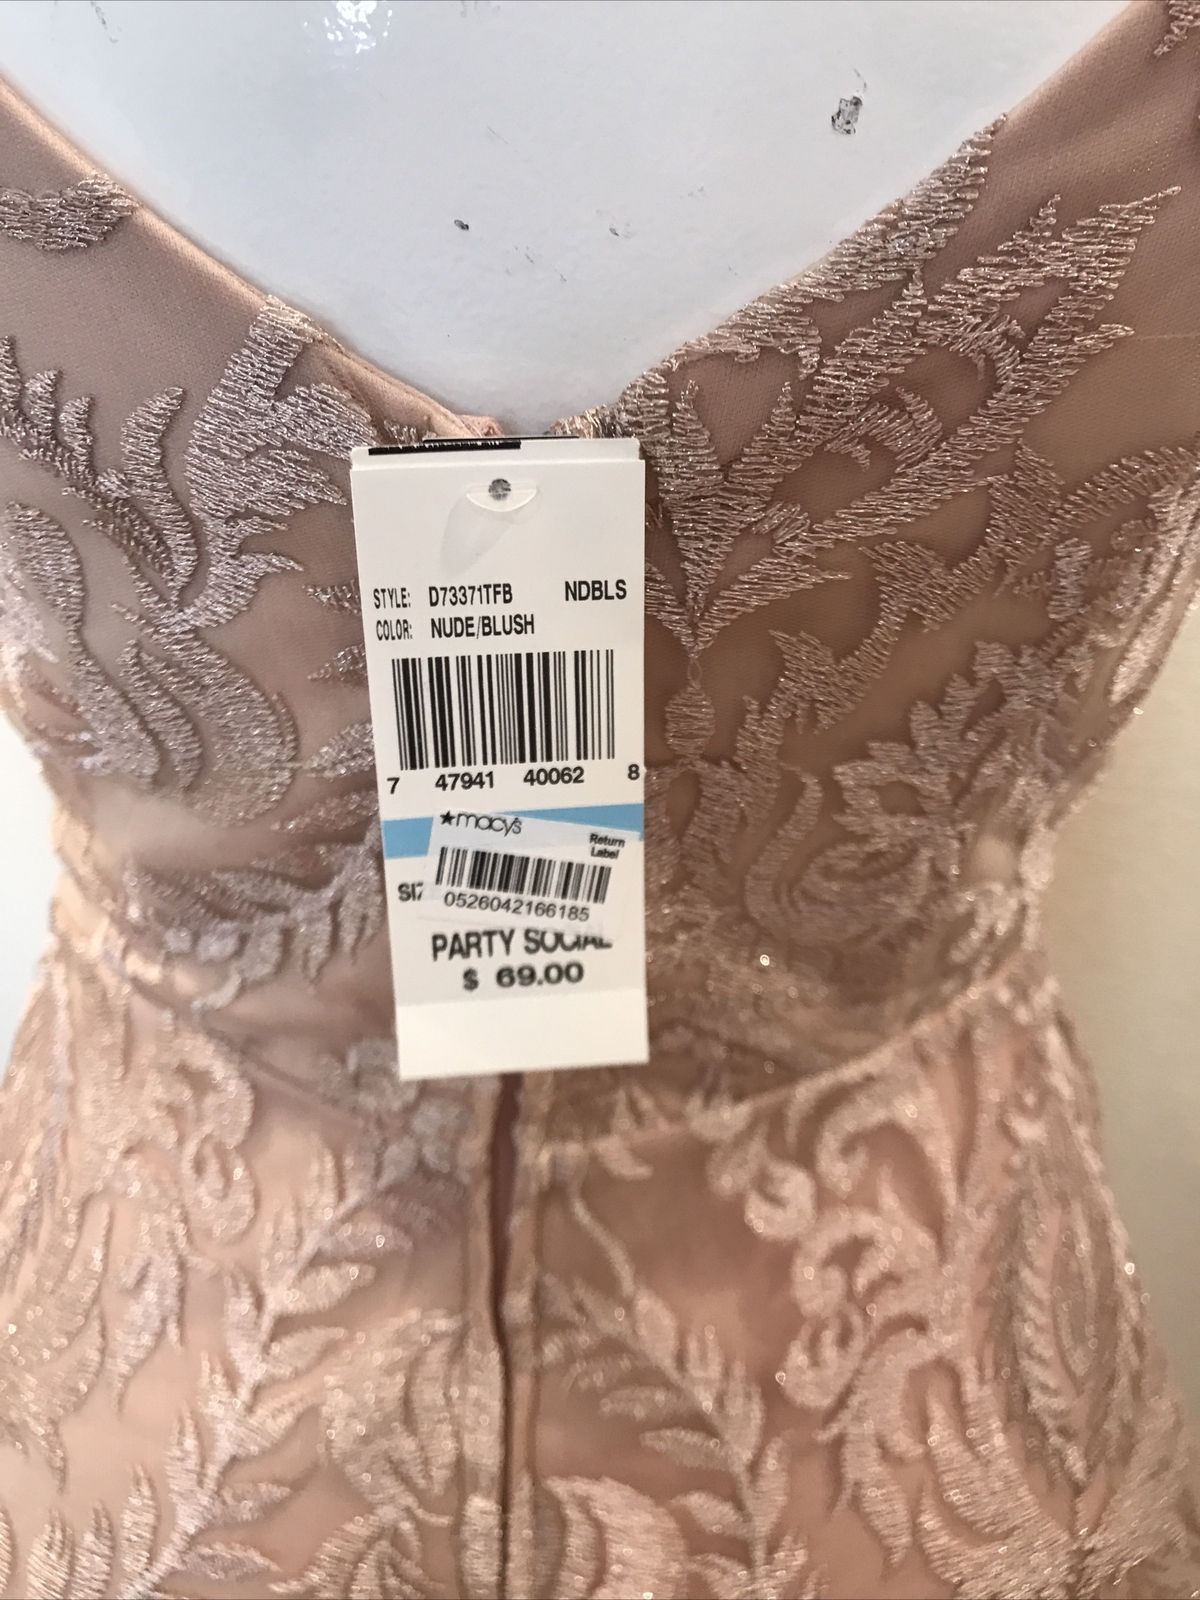 STYLE: D73371TFB NDBLS
COLOR: NUDE/BLUSH
7 47941 40062 8
★macy's
Return
Label
0526042166185
PARTY SOCIAL
$ 69.00